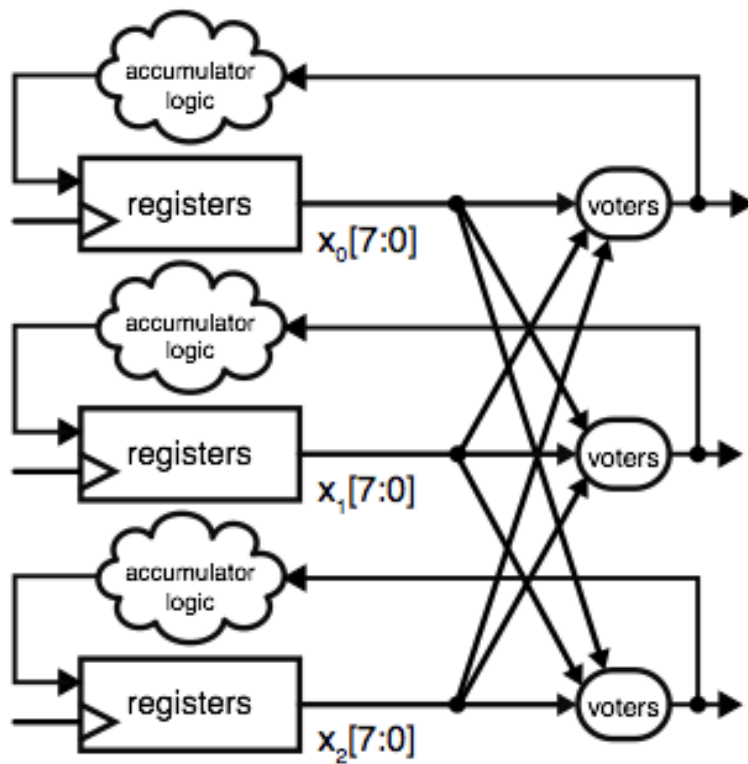 accumulator
logic
registers
voters
x₀[7:0]
accumulator
logic
registers
voters
x₁[7:0]
accumulator
logic
registers
voters
x₂[7:0]